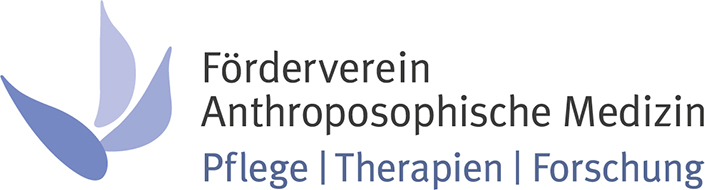 Förderverein
Anthroposophische Medizin
Pflege | Therapien | Forschung